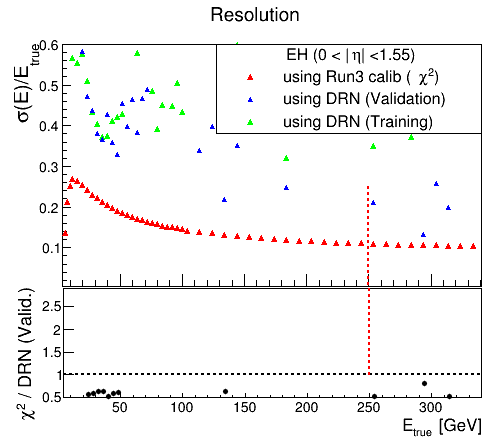 Resolution
σ(E)/E_true
0.6
0.5
0.4
0.3
0.2
0.1
EH (0 < |η| <1.55)
using Run3 calib ( χ²)
using DRN (Validation)
using DRN (Training)
χ² / DRN (Valid.)
2.5
2
1.5
1
0.5
50 100 150 200 250 300
E_true [GeV]